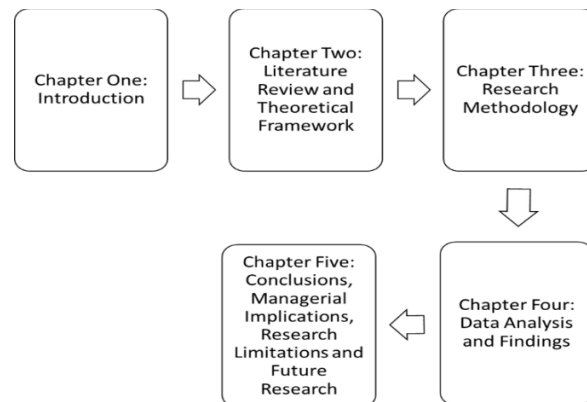 Chapter One:
Introduction
Chapter Two:
Literature
Review and
Theoretical
Framework
Chapter Three:
Research
Methodology
Chapter Four:
Data Analysis
and Findings
Chapter Five:
Conclusions,
Managerial
Implications,
Research
Limitations and
Future
Research